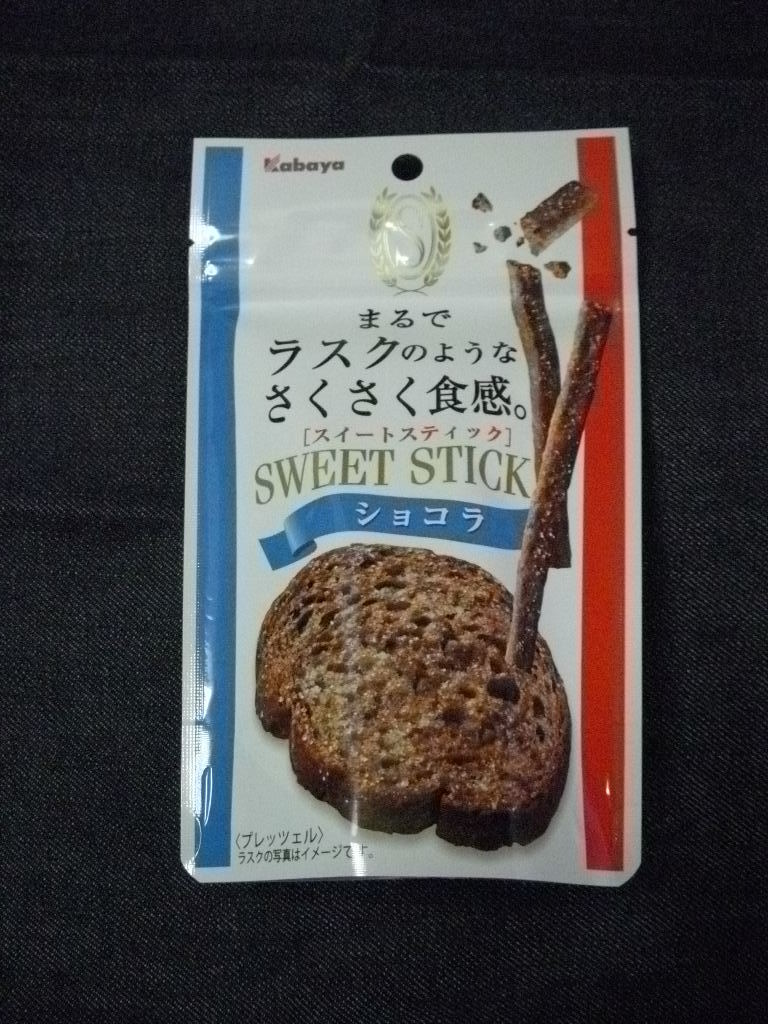 Kabaya
S
まるで
ラスクのような
さくさく食感。
[スイートスティック]
SWEET STICK
ショコラ
〈プレッツェル〉
ラスクの写真はイメージです。